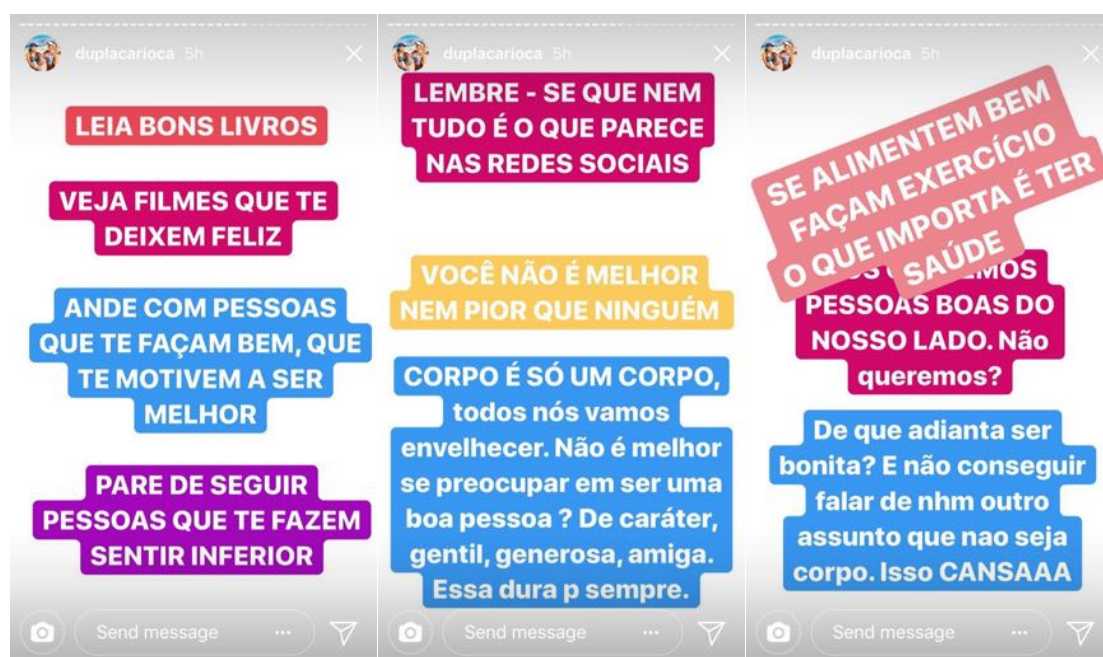 duplacarioca 5h
LEIA BONS LIVROS
VEJA FILMES QUE TE
DEIXEM FELIZ
ANDE COM PESSOAS
QUE TE FAÇAM BEM, QUE
TE MOTIVEM A SER
MELHOR
PARE DE SEGUIR
PESSOAS QUE TE FAZEM
SENTIR INFERIOR
Send message
duplacarioca 5h
LEMBRE - SE QUE NEM
TUDO É O QUE PARECE
NAS REDES SOCIAIS
VOCÊ NÃO É MELHOR
NEM PIOR QUE NINGUÉM
CORPO É SÓ UM CORPO,
todos nós vamos
envelhecer. Não é melhor
se preocupar em ser uma
boa pessoa ? De caráter,
gentil, generosa, amiga.
Essa dura p sempre.
Send message
duplacarioca 5h
SE ALIMENTEM BEM
FAÇAM EXERCÍCIO
O QUE IMPORTA É TER
SAÚDE
PESSOAS BOAS DO
NOSSO LADO. Não
queremos?
De que adianta ser
bonita? E não conseguir
falar de nhm outro
assunto que nao seja
corpo. Isso CANSAAA
Send message